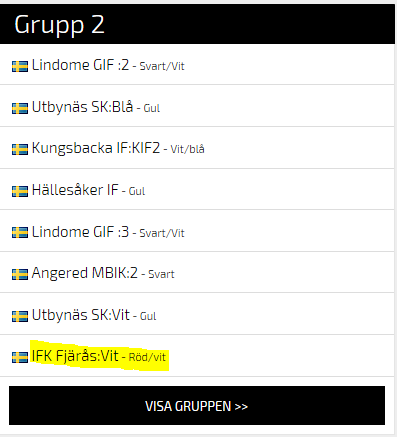 Grupp 2
Lindome GIF :2 - Svart/Vit
Utbynäs SK:Blå - Gul
Kungsbacka IF:KIF2 - Vit/blå
Hällesåker IF - Gul
Lindome GIF :3 - Svart/Vit
Angered MBIK:2 - Svart
Utbynäs SK:Vit - Gul
IFK Fjärås:Vit - Röd/vit
VISA GRUPPEN >>